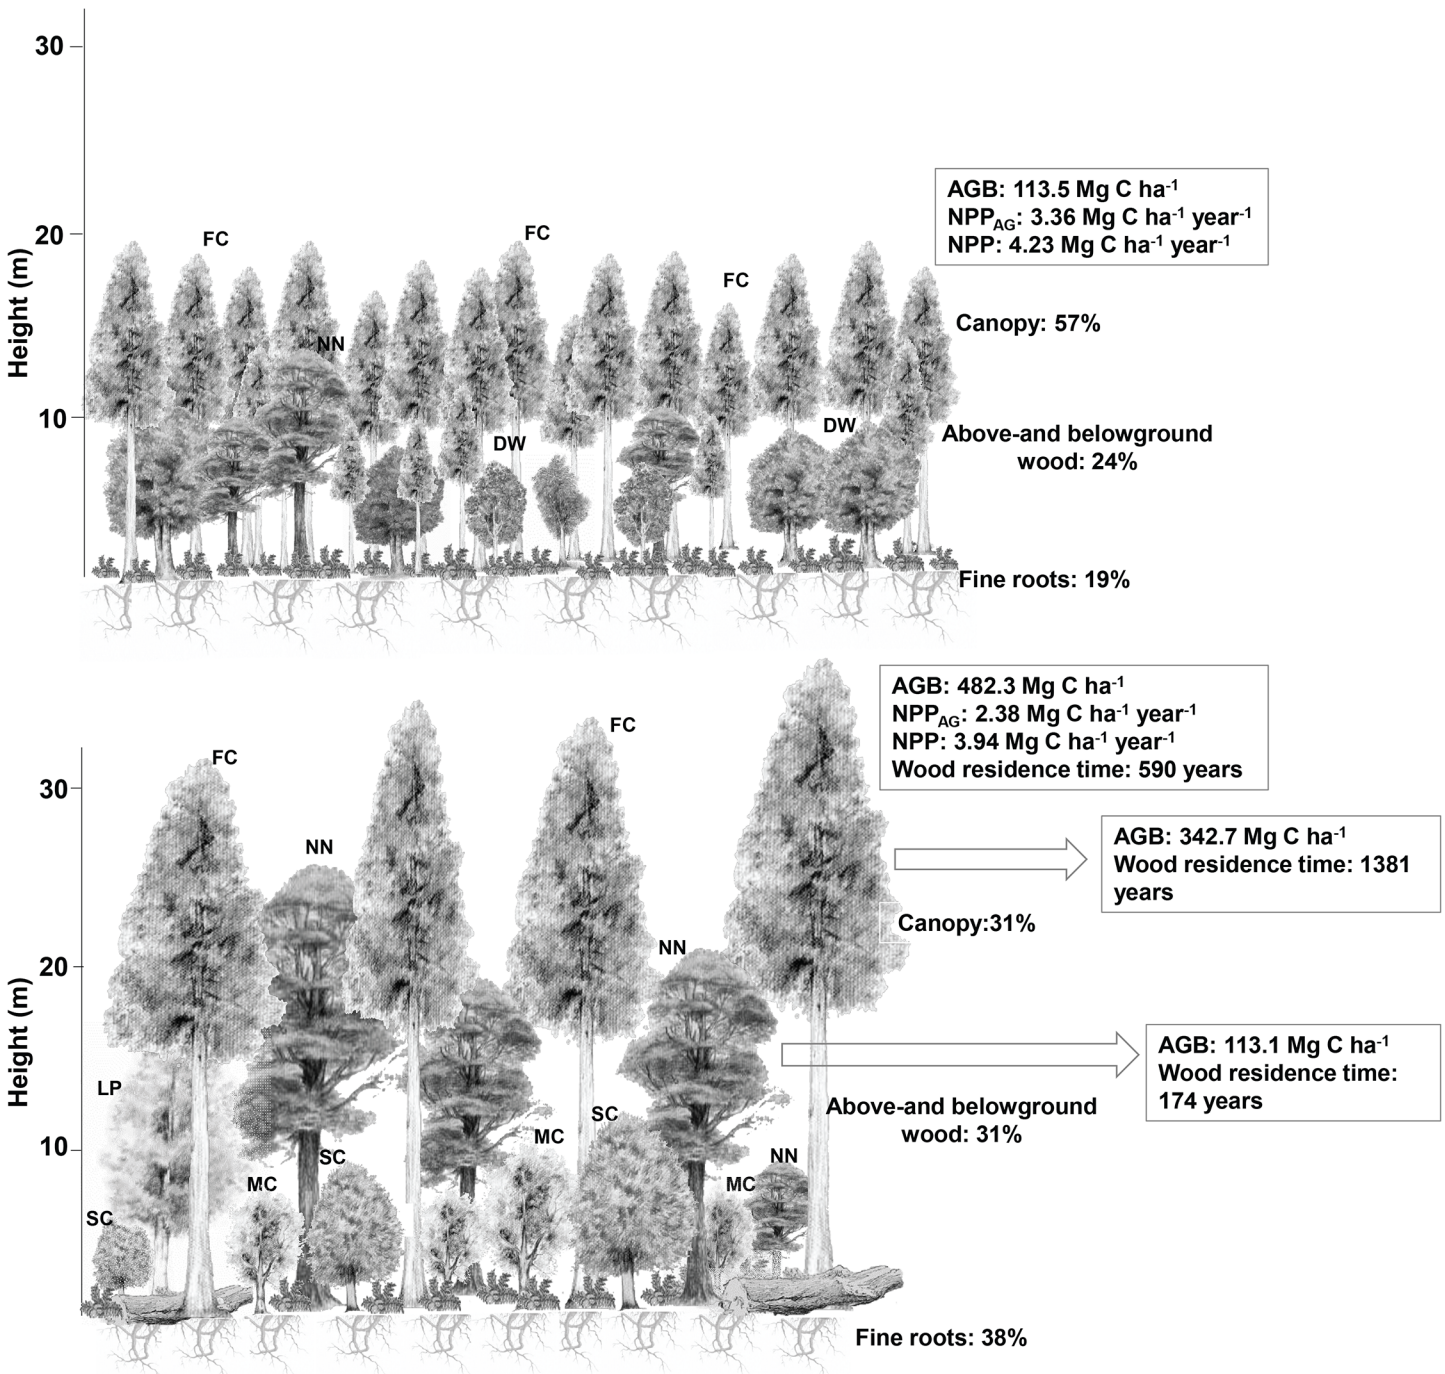 30
20
10
Height (m)
FC
FC
FC
NN
DW
DW
AGB: 113.5 Mg C ha-1
NPPAG: 3.36 Mg C ha-1 year-1
NPP: 4.23 Mg C ha-1 year-1
Canopy: 57%
Above-and belowground
wood: 24%
Fine roots: 19%
30
20
10
Height (m)
FC
FC
NN
NN
LP
SC
MC
SC
MC
SC
MC
NN
AGB: 482.3 Mg C ha-1
NPPAG: 2.38 Mg C ha-1 year-1
NPP: 3.94 Mg C ha-1 year-1
Wood residence time: 590 years
AGB: 342.7 Mg C ha-1
Wood residence time: 1381
years
Canopy:31%
AGB: 113.1 Mg C ha-1
Wood residence time:
174 years
Above-and belowground
wood: 31%
Fine roots: 38%